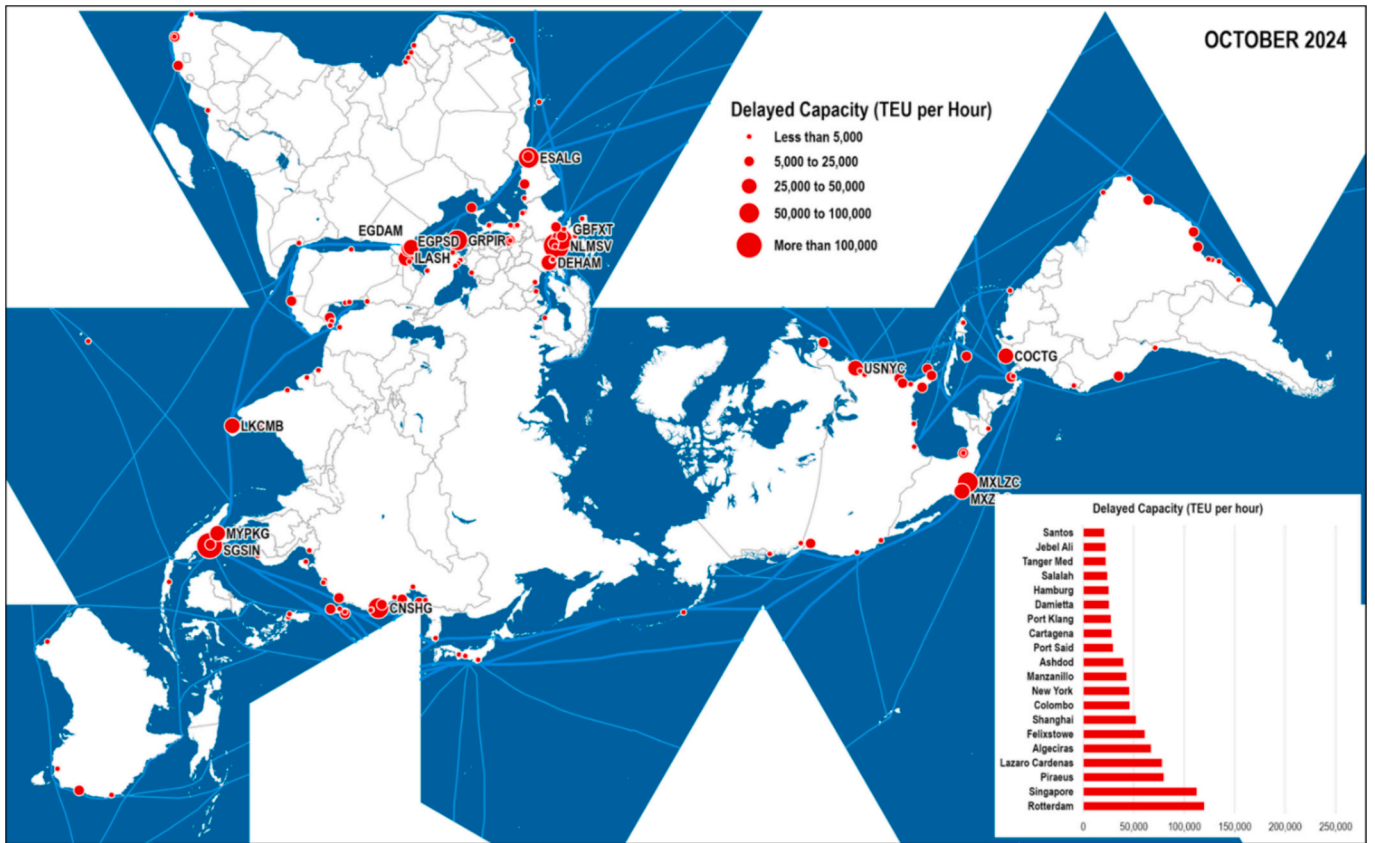 OCTOBER 2024
Delayed Capacity (TEU per Hour)
Less than 5,000
5,000 to 25,000
25,000 to 50,000
50,000 to 100,000
More than 100,000
ESALG
EGDAM
EGPSD
GRPIR
ILASH
GBFXT
NLMSV
DEHAM
USNYC
COCTG
LKCMB
MXLZC
MXZ
MYPKG
SGSIN
CNSHG
Delayed Capacity (TEU per hour)
Santos
Jebel Ali
Tanger Med
Salalah
Hamburg
Damietta
Port Klang
Cartagena
Port Said
Ashdod
Manzanillo
New York
Colombo
Shanghai
Felixstowe
Algeciras
Lazaro Cardenas
Piraeus
Singapore
Rotterdam
0 50,000 100,000 150,000 200,000 250,000